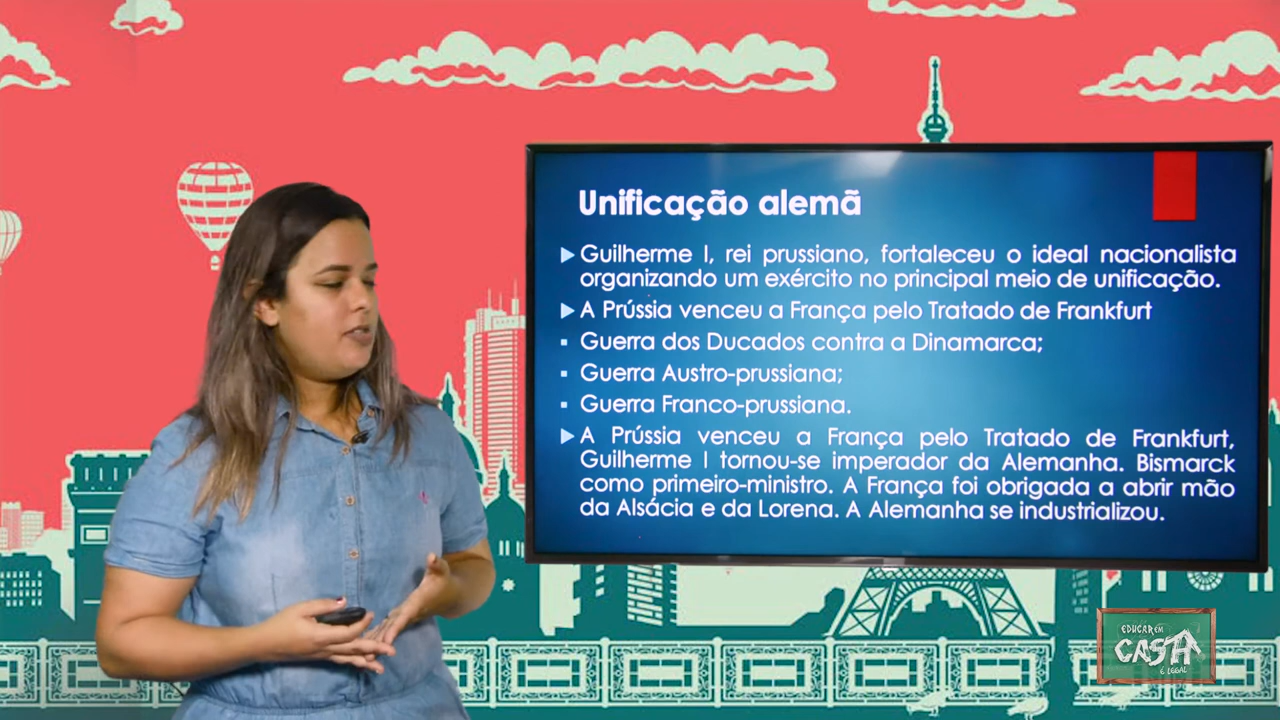 Unificação alemã
Guilherme I, rei prussiano, fortaleceu o ideal nacionalista
organizando um exército no principal meio de unificação.
A Prússia venceu a França pelo Tratado de Frankfurt
Guerra dos Ducados contra a Dinamarca;
Guerra Austro-prussiana;
Guerra Franco-prussiana.
A Prússia venceu a França pelo Tratado de Frankfurt,
Guilherme I tornou-se imperador da Alemanha. Bismarck
como primeiro-ministro. A França foi obrigada a abrir mão
da Alsácia e da Lorena. A Alemanha se industrializou.
EDUCAR EM
CASA
É LEGAL